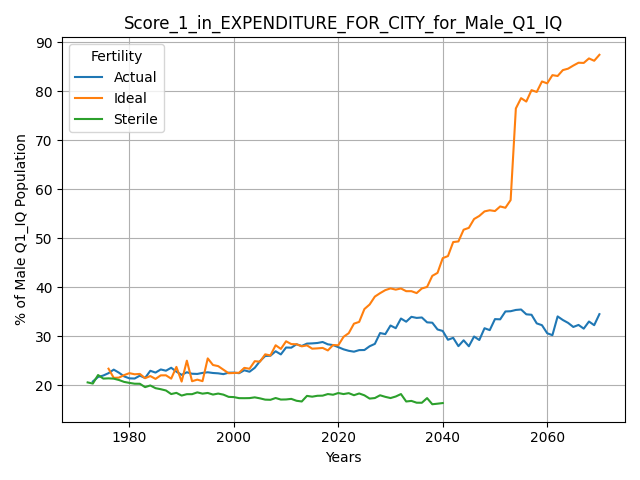 Score_1_in_EXPENDITURE_FOR_CITY_for_Male_Q1_IQ
Fertility
Actual
Ideal
Sterile
% of Male Q1_IQ Population
90
80
70
60
50
40
30
20
1980
2000
2020
2040
2060
Years